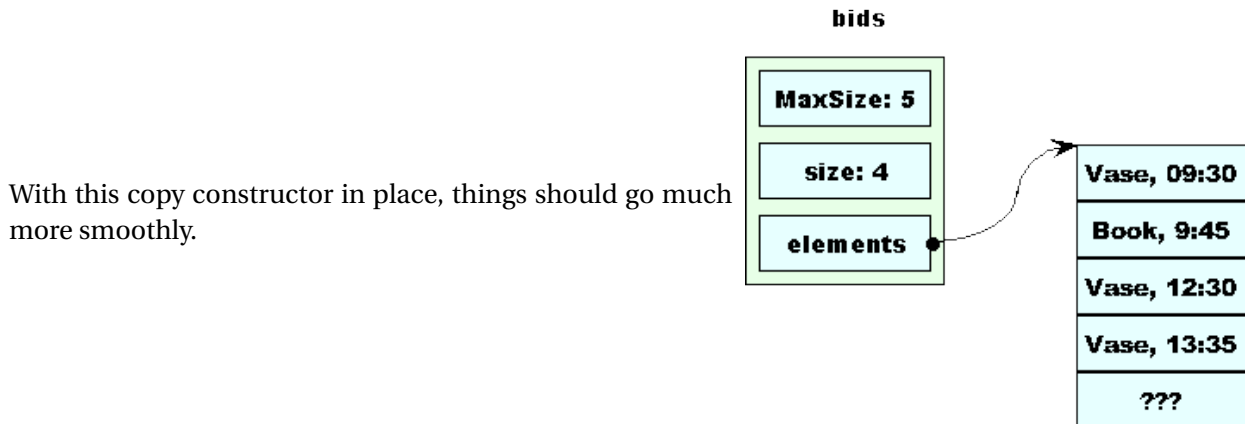 With this copy constructor in place, things should go much
more smoothly.
bids
MaxSize: 5
size: 4
elements
Vase, 09:30
Book, 9:45
Vase, 12:30
Vase, 13:35
???